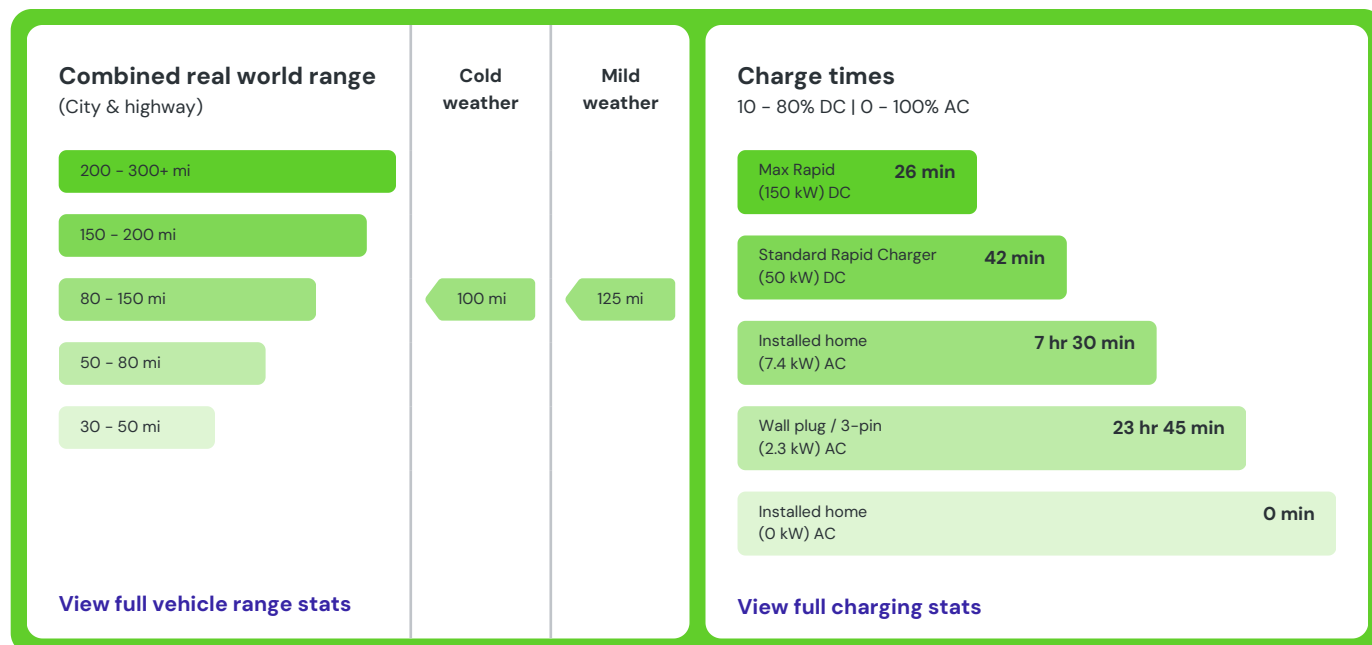 Combined real world range
(City & highway)
Cold
weather
Mild
weather
200 - 300+ mi
150 - 200 mi
80 - 150 mi
100 mi
125 mi
50 - 80 mi
30 - 50 mi
View full vehicle range stats
Charge times
10 - 80% DC | 0 - 100% AC
Max Rapid
(150 kW) DC
26 min
Standard Rapid Charger
(50 kW) DC
42 min
Installed home
(7.4 kW) AC
7 hr 30 min
Wall plug / 3-pin
(2.3 kW) AC
23 hr 45 min
Installed home
(0 kW) AC
0 min
View full charging stats